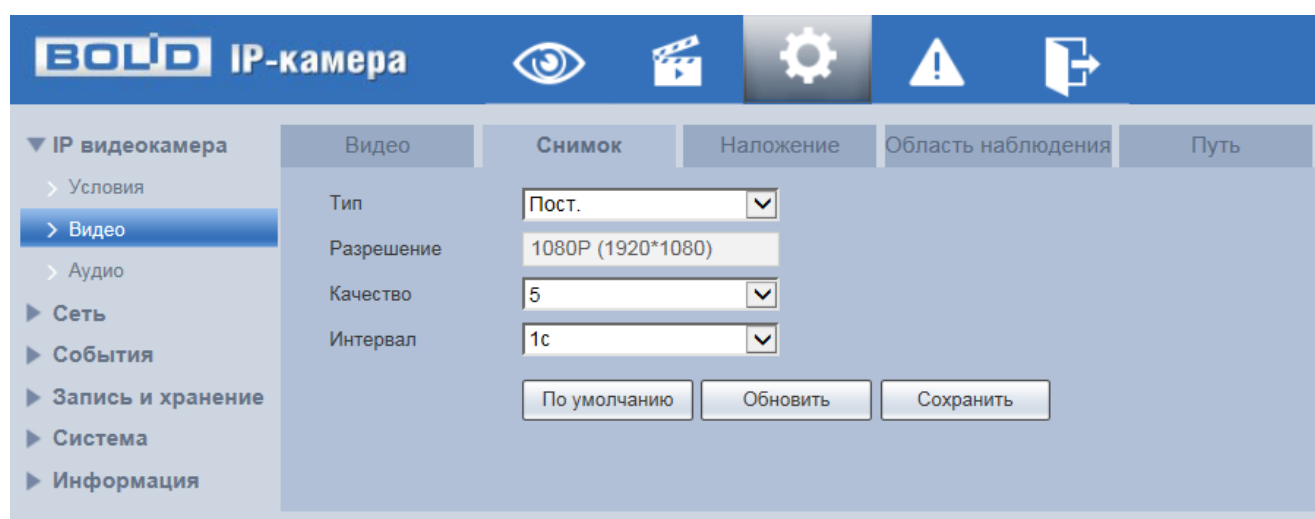 BOLID IP-камера
IP видеокамера
Условия
Видео
Аудио
Сеть
События
Запись и хранение
Система
Информация
Видео
Снимок
Наложение
Область наблюдения
Путь
Тип
Пост.
Разрешение
1080P (1920*1080)
Качество
5
Интервал
1с
По умолчанию
Обновить
Сохранить